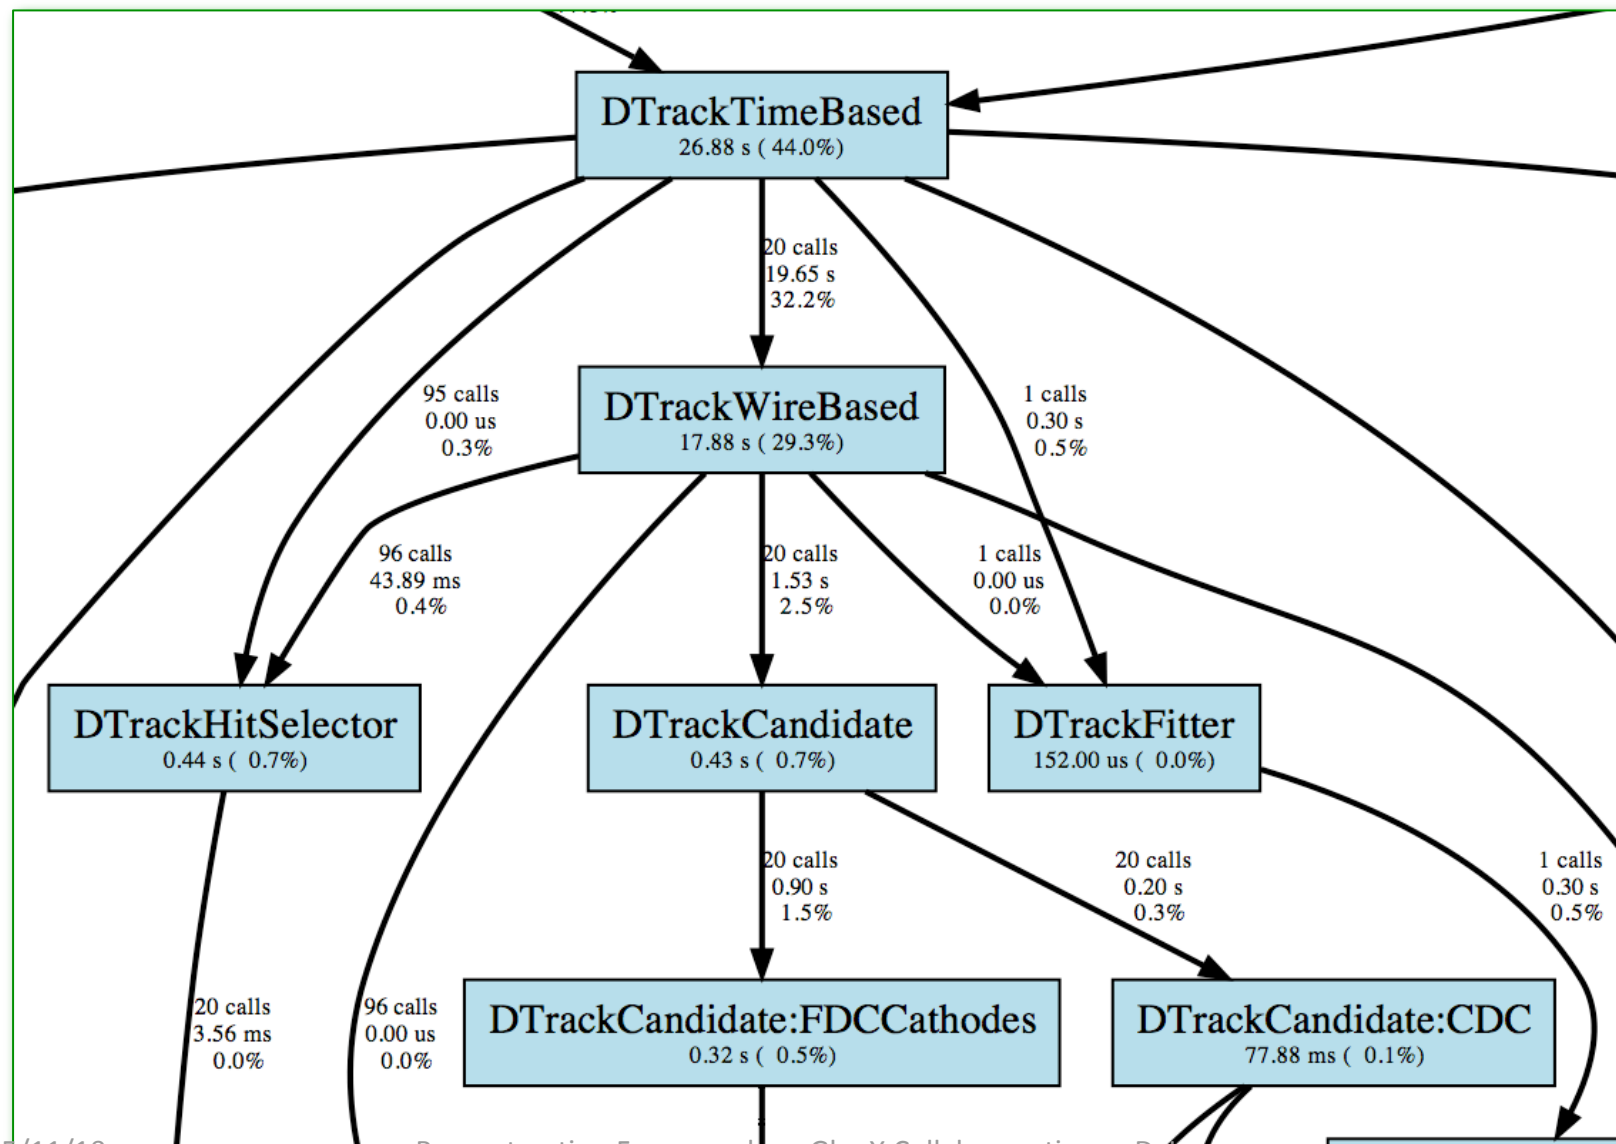 DTrackTimeBased
26.88 s ( 44.0%)
20 calls
19.65 s
32.2%
95 calls
0.00 us
0.3%
DTrackWireBased
17.88 s ( 29.3%)
1 calls
0.30 s
0.5%
96 calls
43.89 ms
0.4%
20 calls
1.53 s
2.5%
1 calls
0.00 us
0.0%
DTrackHitSelector
0.44 s ( 0.7%)
DTrackCandidate
0.43 s ( 0.7%)
DTrackFitter
152.00 us ( 0.0%)
20 calls
0.90 s
1.5%
20 calls
0.20 s
0.3%
1 calls
0.30 s
0.5%
20 calls
3.56 ms
0.0%
96 calls
0.00 us
0.0%
DTrackCandidate:FDCCathodes
0.32 s ( 0.5%)
DTrackCandidate:CDC
77.88 ms ( 0.1%)